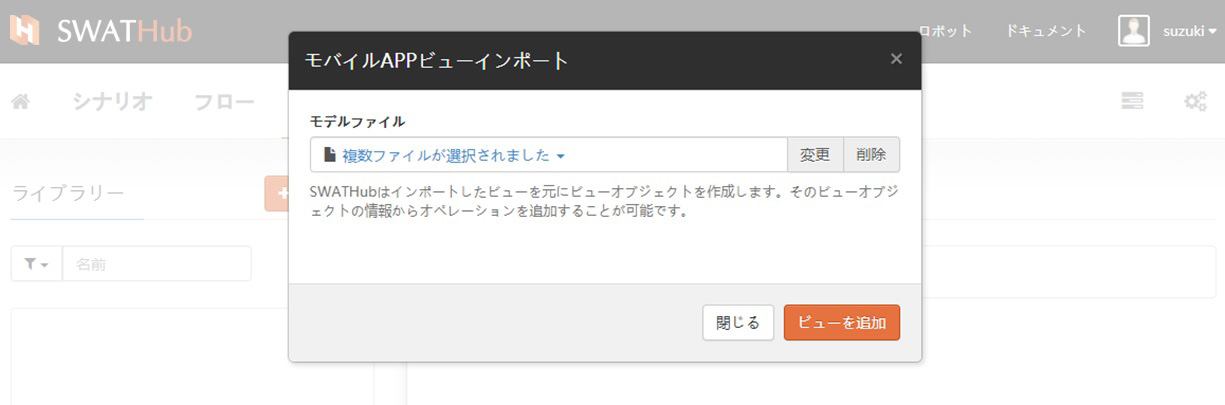 SWATHub
ロボット
ドキュメント
suzuki
モバイルAPPビューインポート
×
シナリオ
フロー
モデルファイル
複数ファイルが選択されました
変更
削除
SWATHubはインポートしたビューを元にビューオブジェクトを作成します。そのビューオブジ
ェクトの情報からオペレーションを追加することが可能です。
ライブラリー
名前
閉じる
ビューを追加